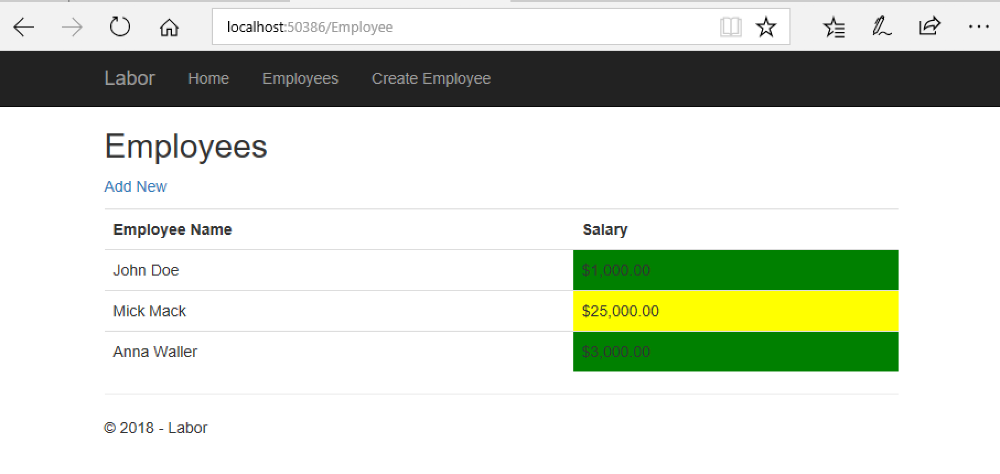 localhost:50386/Employee
Labor Home Employees Create Employee
Employees
Add New
Employee Name Salary
John Doe $1,000.00
Mick Mack $25,000.00
Anna Waller $3,000.00
© 2018 - Labor